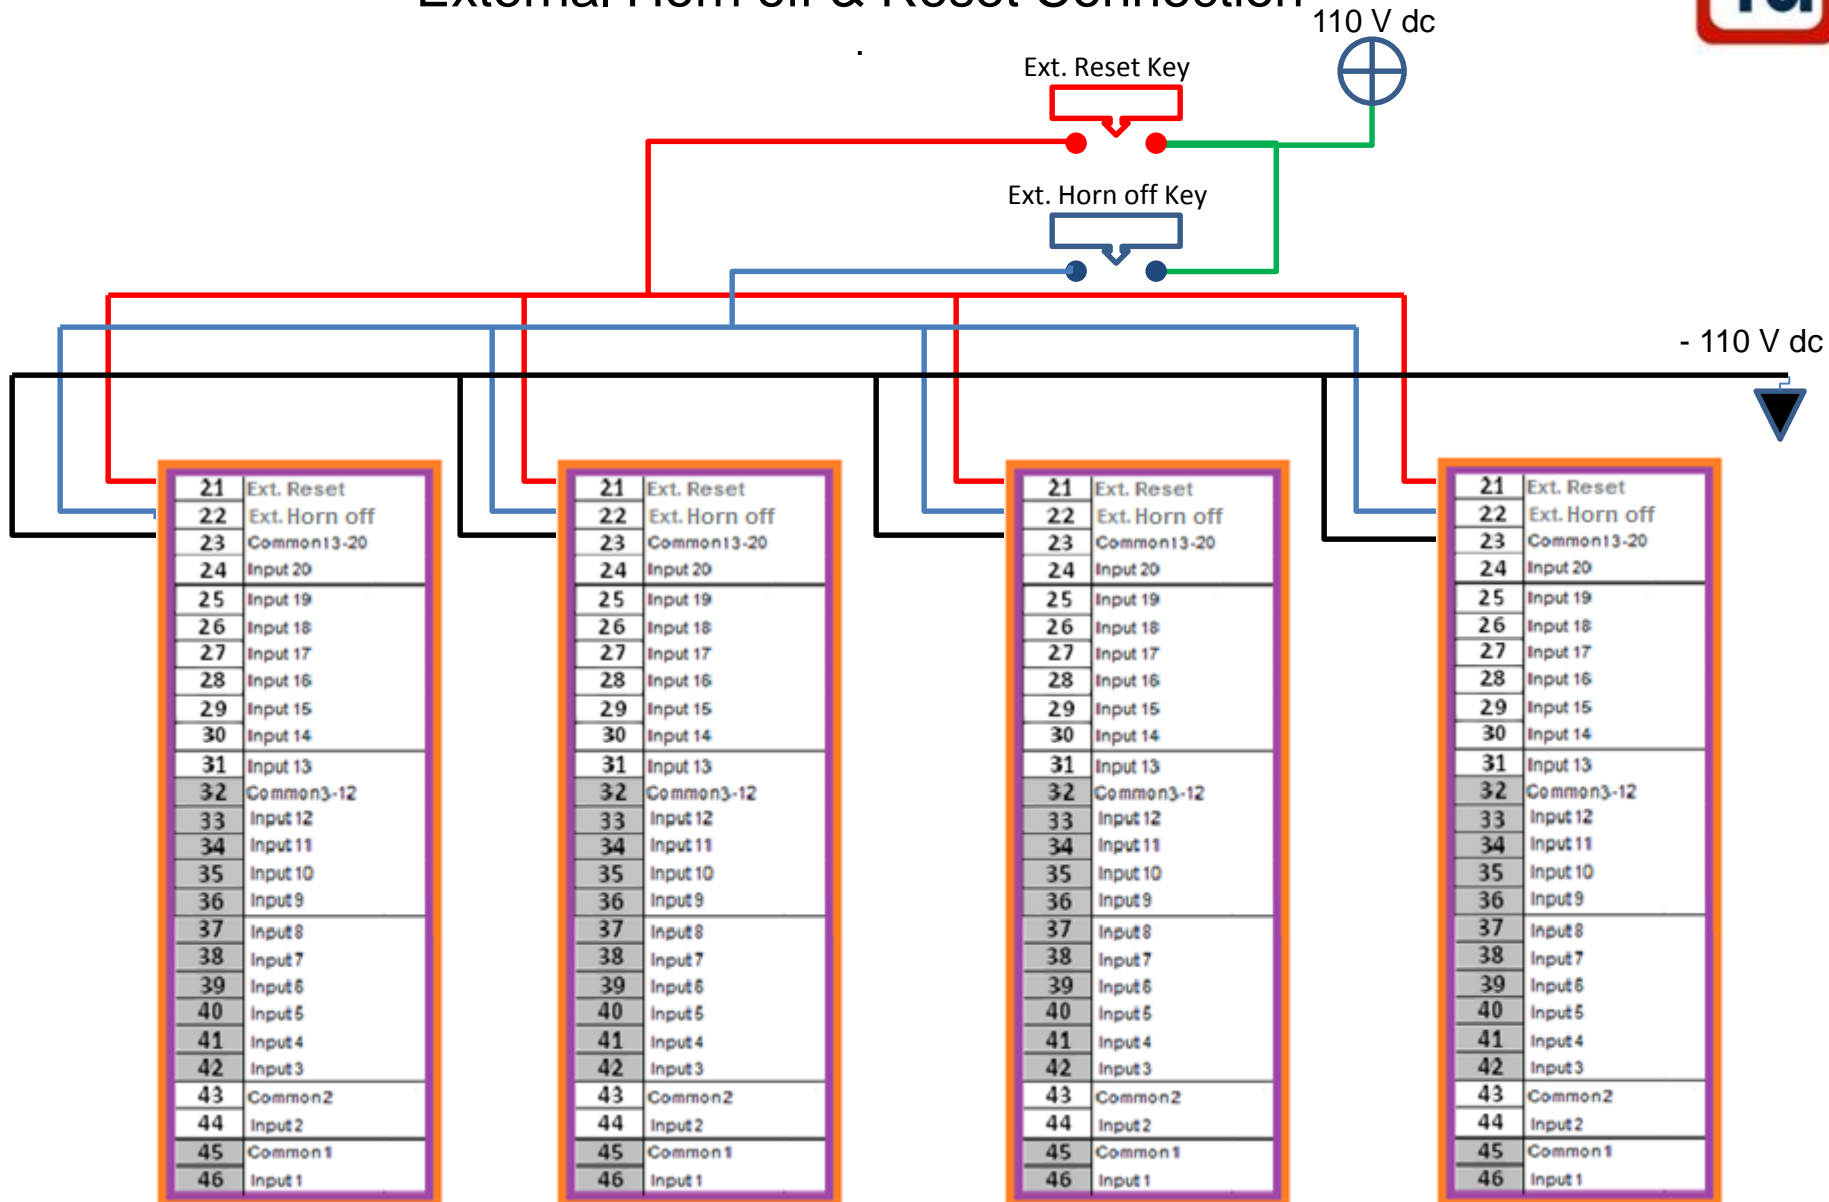 External Horn off & Reset Connection
110 V dc
.
Ext. Reset Key
Ext. Horn off Key
- 110 V dc
21 Ext. Reset
22 Ext. Horn off
23 Common13-20
24 Input 20
25 Input 19
26 Input 18
27 Input 17
28 Input 16
29 Input 15
30 Input 14
31 Input 13
32 Common3-12
33 Input 12
34 Input 11
35 Input 10
36 Input 9
37 Input 8
38 Input 7
39 Input 6
40 Input 5
41 Input 4
42 Input 3
43 Common2
44 Input 2
45 Common1
46 Input 1
21 Ext. Reset
22 Ext. Horn off
23 Common13-20
24 Input 20
25 Input 19
26 Input 18
27 Input 17
28 Input 16
29 Input 15
30 Input 14
31 Input 13
32 Common3-12
33 Input 12
34 Input 11
35 Input 10
36 Input 9
37 Input 8
38 Input 7
39 Input 6
40 Input 5
41 Input 4
42 Input 3
43 Common2
44 Input 2
45 Common1
46 Input 1
21 Ext. Reset
22 Ext. Horn off
23 Common13-20
24 Input 20
25 Input 19
26 Input 18
27 Input 17
28 Input 16
29 Input 15
30 Input 14
31 Input 13
32 Common3-12
33 Input 12
34 Input 11
35 Input 10
36 Input 9
37 Input 8
38 Input 7
39 Input 6
40 Input 5
41 Input 4
42 Input 3
43 Common2
44 Input 2
45 Common1
46 Input 1
21 Ext. Reset
22 Ext. Horn off
23 Common13-20
24 Input 20
25 Input 19
26 Input 18
27 Input 17
28 Input 16
29 Input 15
30 Input 14
31 Input 13
32 Common3-12
33 Input 12
34 Input 11
35 Input 10
36 Input 9
37 Input 8
38 Input 7
39 Input 6
40 Input 5
41 Input 4
42 Input 3
43 Common2
44 Input 2
45 Common1
46 Input 1